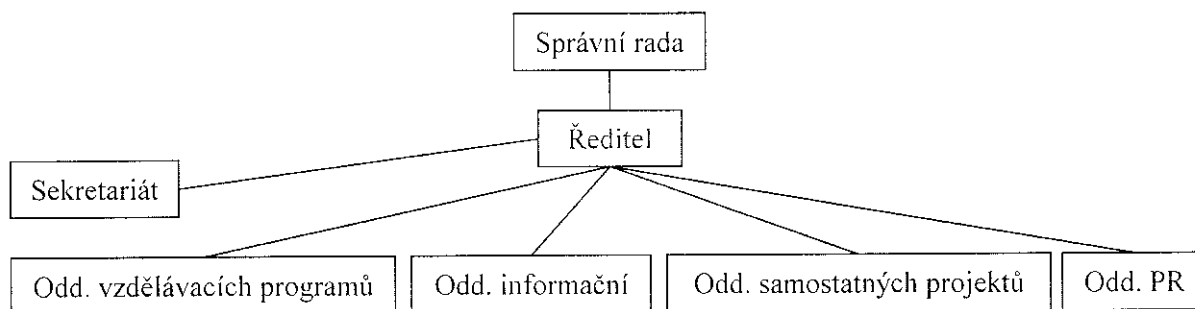 Správní rada
Ředitel
Sekretariát
Odd. vzdělávacích programů
Odd. informační
Odd. samostatných projektů
Odd. PR